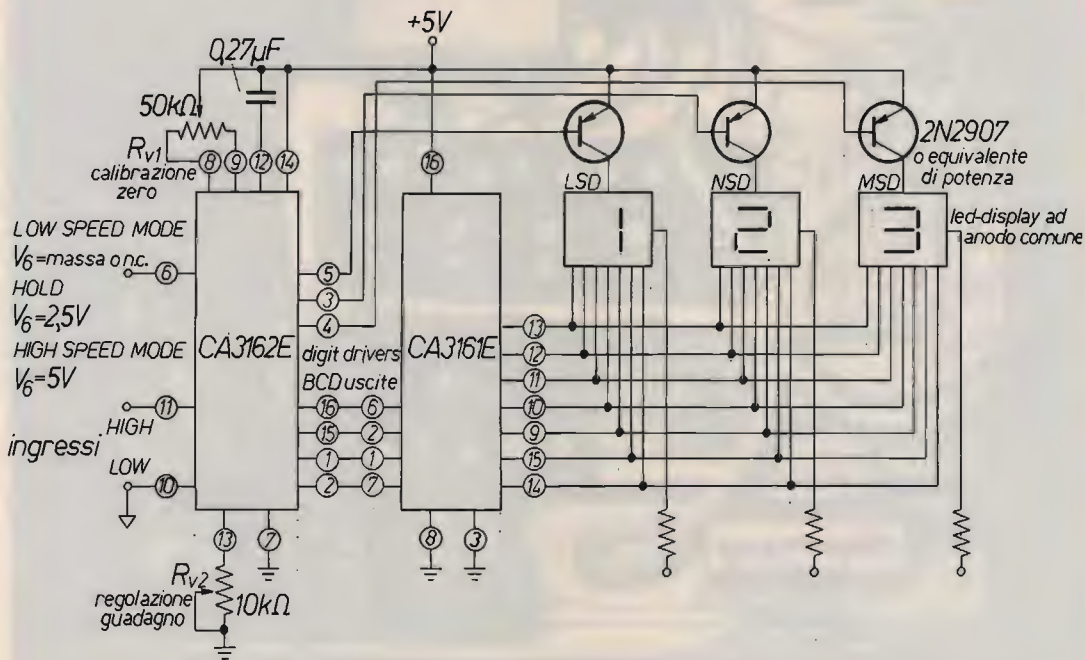 +5V
0,27µF
50kΩ
Rv1
calibrazione
zero
8
9
12
14
16
2N2907
o equivalente
di potenza
LSD
NSD
MSD
1
2
3
led-display ad
anodo comune
LOW SPEED MODE
V6=massa o n.c.
6
HOLD
V6=2,5V
HIGH SPEED MODE
V6=5V
CA3162E
5
3
4
digit drivers
BCD uscite
CA3161E
16 6
15 2
1 1
2 7
13
12
11
10
9
15
14
11
HIGH
ingressi
LOW
10
13
7
8
3
Rv2
regolazione
guadagno
10kΩ